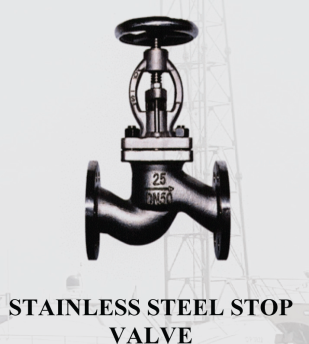 25
DN50
STAINLESS STEEL STOP
VALVE